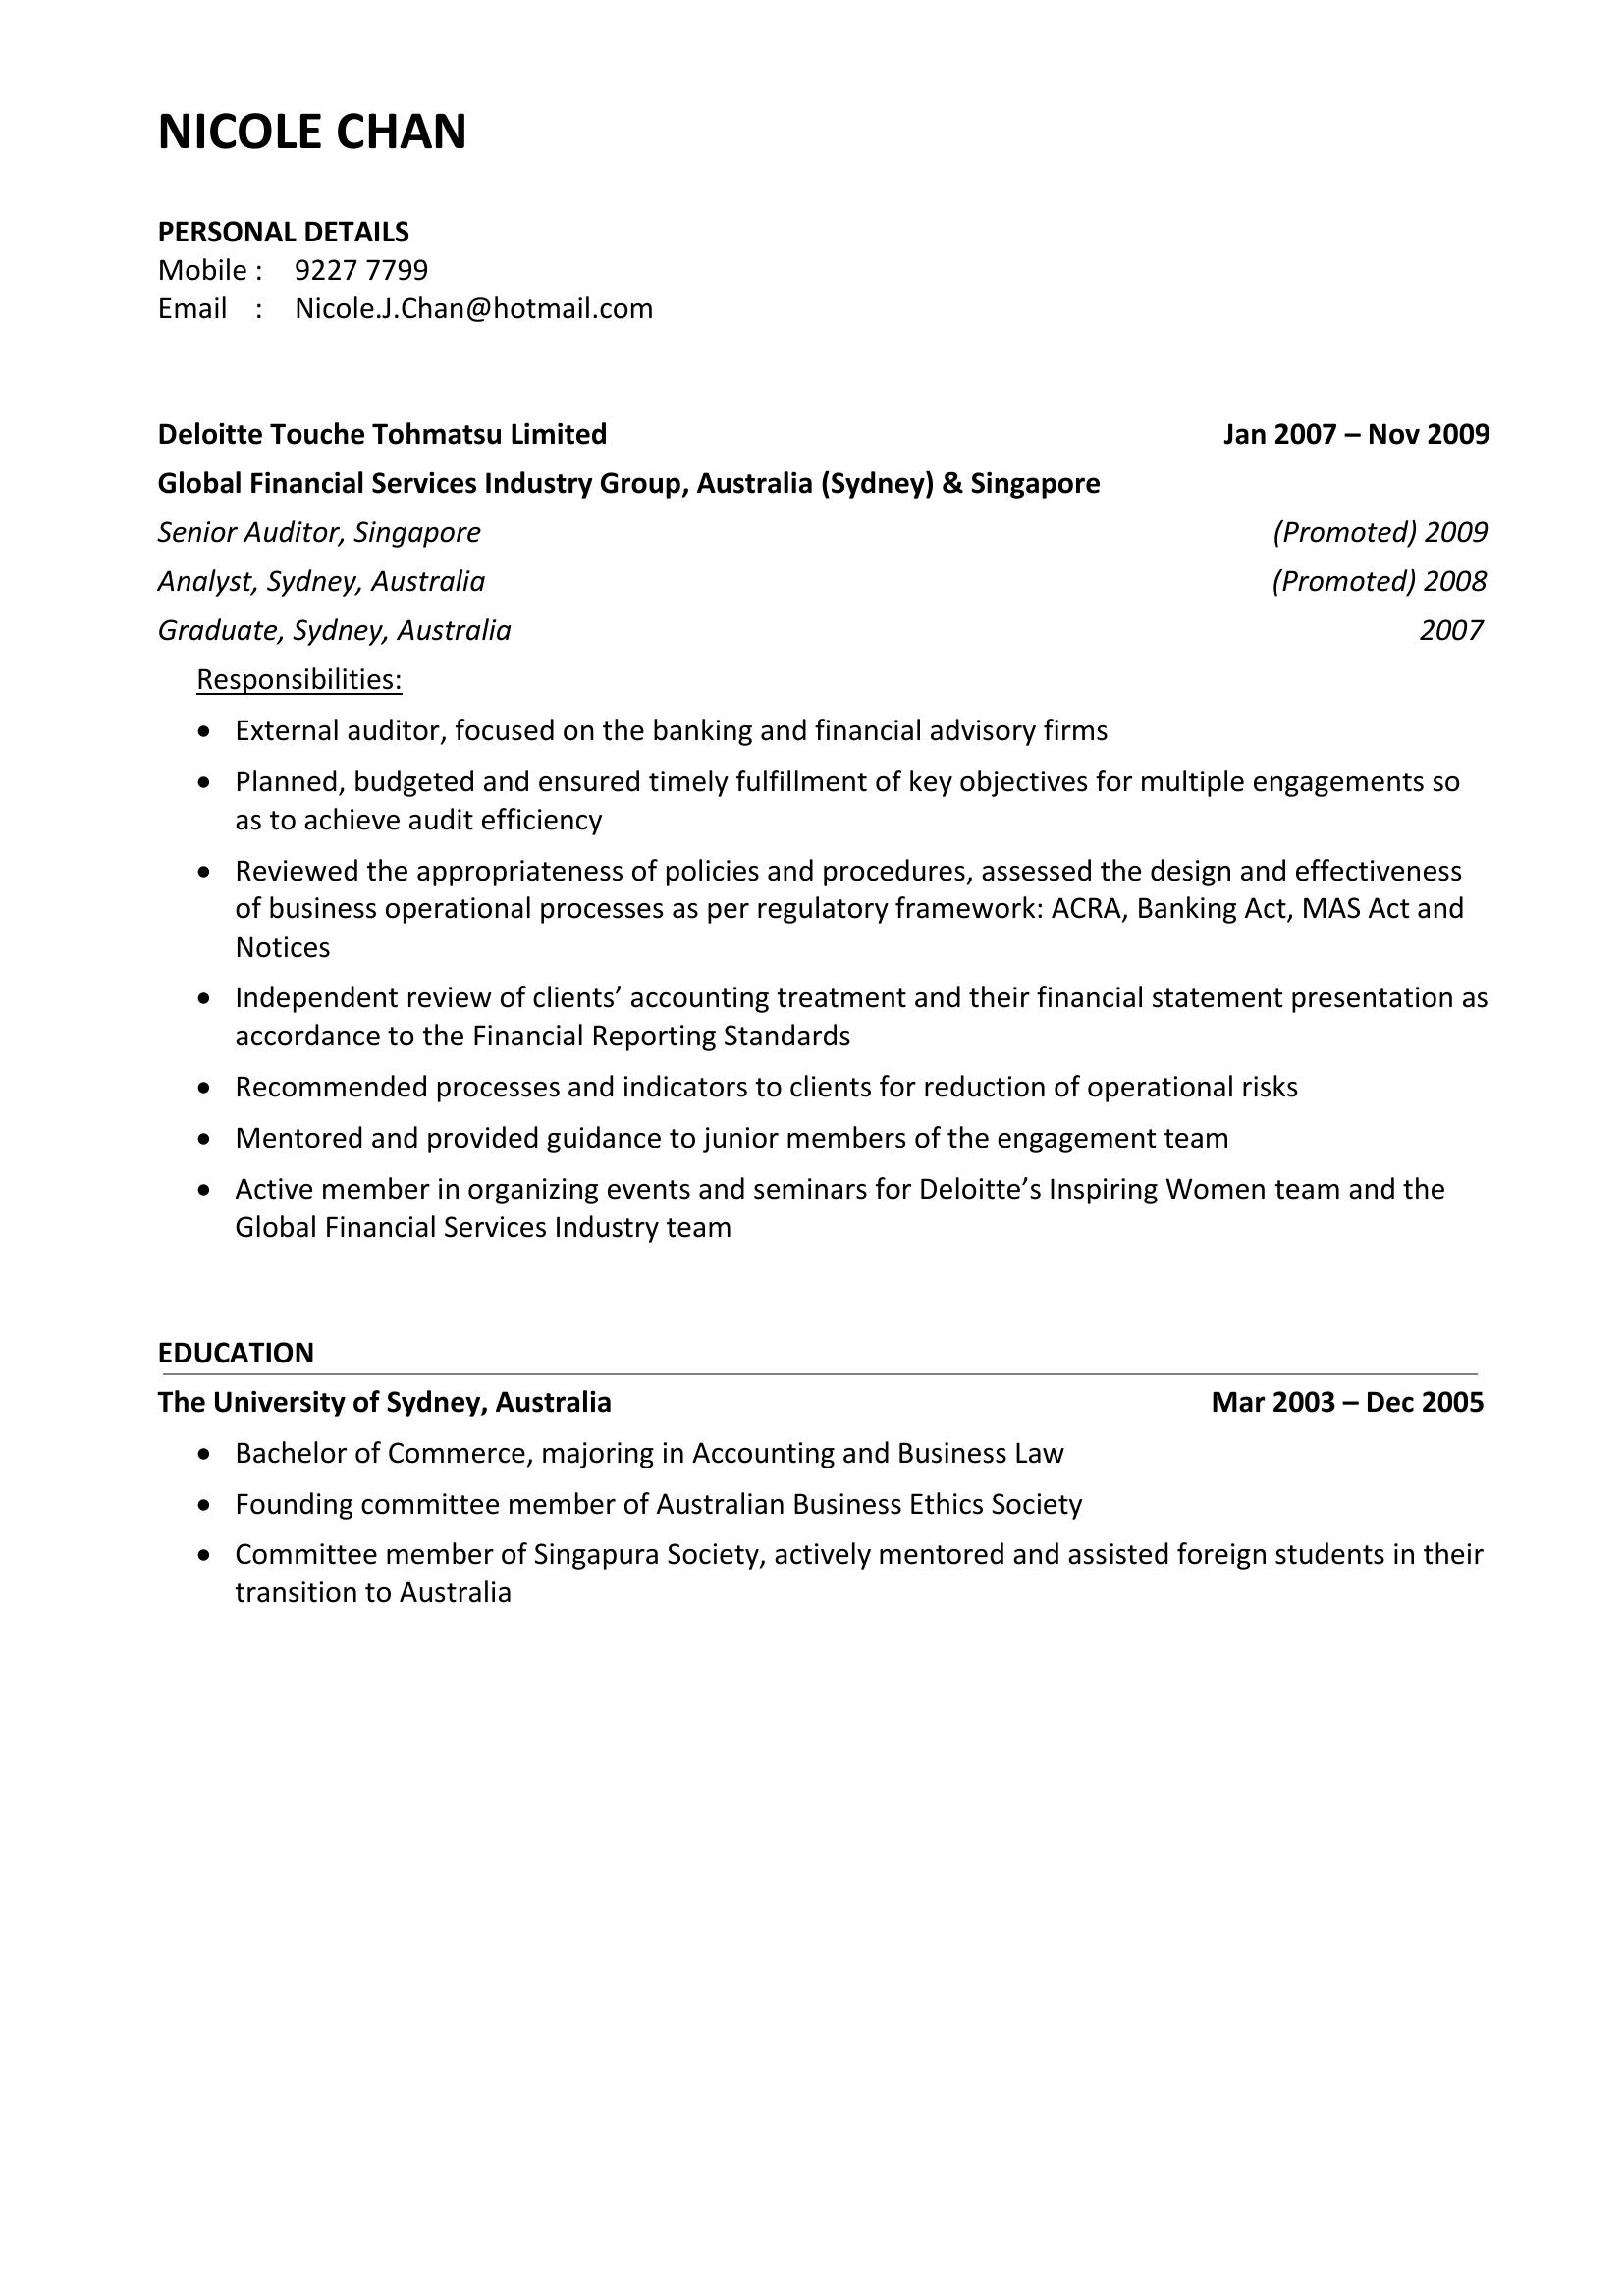 NICOLE CHAN
PERSONAL DETAILS
Mobile : 9227 7799
Email : Nicole.J.Chan@hotmail.com
Deloitte Touche Tohmatsu Limited Jan 2007 – Nov 2009
Global Financial Services Industry Group, Australia (Sydney) & Singapore
Senior Auditor, Singapore (Promoted) 2009
Analyst, Sydney, Australia (Promoted) 2008
Graduate, Sydney, Australia 2007
Responsibilities:
• External auditor, focused on the banking and financial advisory firms
• Planned, budgeted and ensured timely fulfillment of key objectives for multiple engagements so
as to achieve audit efficiency
• Reviewed the appropriateness of policies and procedures, assessed the design and effectiveness
of business operational processes as per regulatory framework: ACRA, Banking Act, MAS Act and
Notices
• Independent review of clients’ accounting treatment and their financial statement presentation as
accordance to the Financial Reporting Standards
• Recommended processes and indicators to clients for reduction of operational risks
• Mentored and provided guidance to junior members of the engagement team
• Active member in organizing events and seminars for Deloitte’s Inspiring Women team and the
Global Financial Services Industry team
EDUCATION
The University of Sydney, Australia Mar 2003 – Dec 2005
• Bachelor of Commerce, majoring in Accounting and Business Law
• Founding committee member of Australian Business Ethics Society
• Committee member of Singapura Society, actively mentored and assisted foreign students in their
transition to Australia